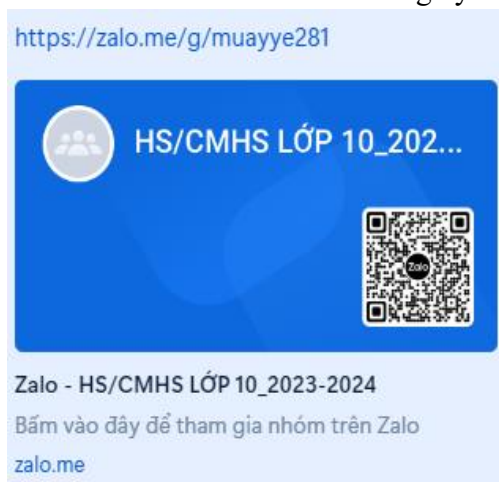 https://zalo.me/g/muayye281
HS/CMHS LỚP 10_202...
Zalo
Zalo - HS/CMHS LỚP 10_2023-2024
Bấm vào đây để tham gia nhóm trên Zalo
zalo.me